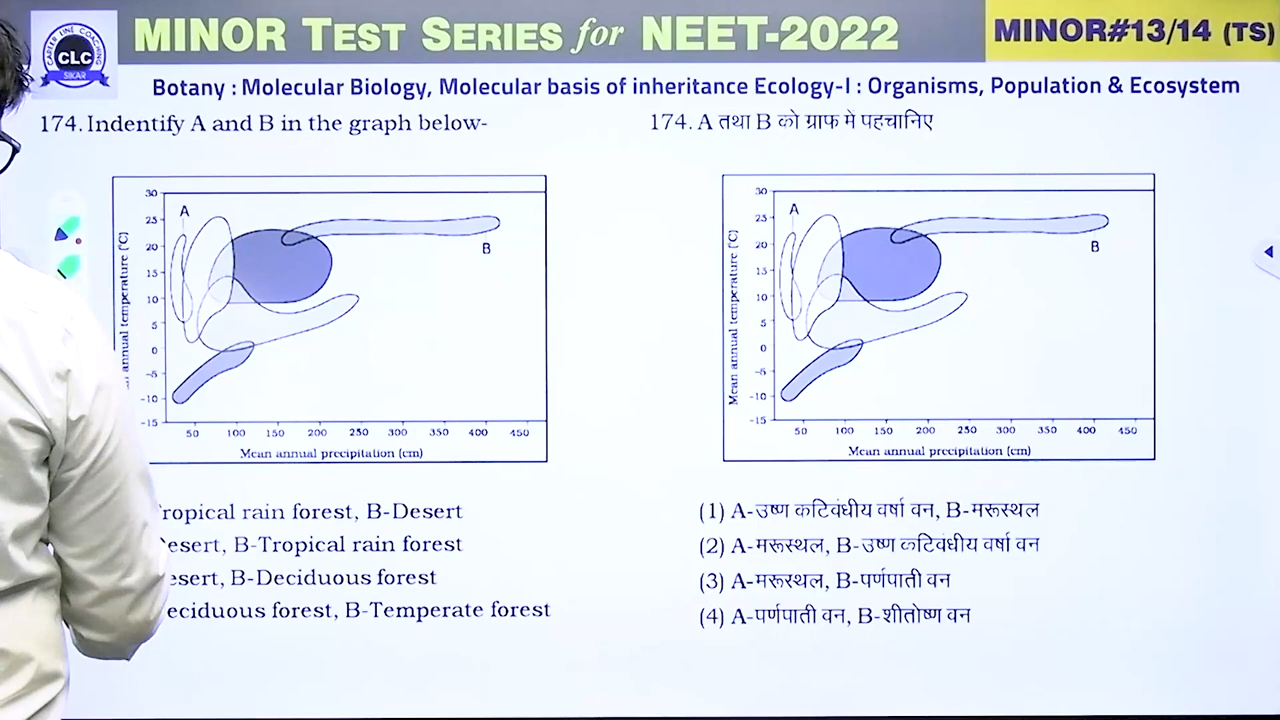 CAREER LINE COACHING
CLC
SIKAR
MINOR TEST SERIES for NEET-2022
MINOR#13/14 (TS)
Botany : Molecular Biology, Molecular basis of inheritance Ecology-I : Organisms, Population & Ecosystem
174. Indentify A and B in the graph below-
30
25
20
15
10
5
0
-5
-10
-15
A
B
annual temperature (°C)
50 100 150 200 250 300 350 400 450
Mean annual precipitation (cm)
ropical rain forest, B-Desert
esert, B-Tropical rain forest
esert, B-Deciduous forest
eciduous forest, B-Temperate forest
174. A तथा B को ग्राफ में पहचानिए
30
25
20
15
10
5
0
-5
-10
-15
A
B
Mean annual temperature (°C)
50 100 150 200 250 300 350 400 450
Mean annual precipitation (cm)
(1) A-उष्ण कटिवंधीय वर्षा वन, B-मरूस्थल
(2) A-मरूस्थल, B-उष्ण कटिवंधीय वर्षा वन
(3) A-मरूस्थल, B-पर्णपाती वन
(4) A-पर्णपाती वन, B-शीतोष्ण वन